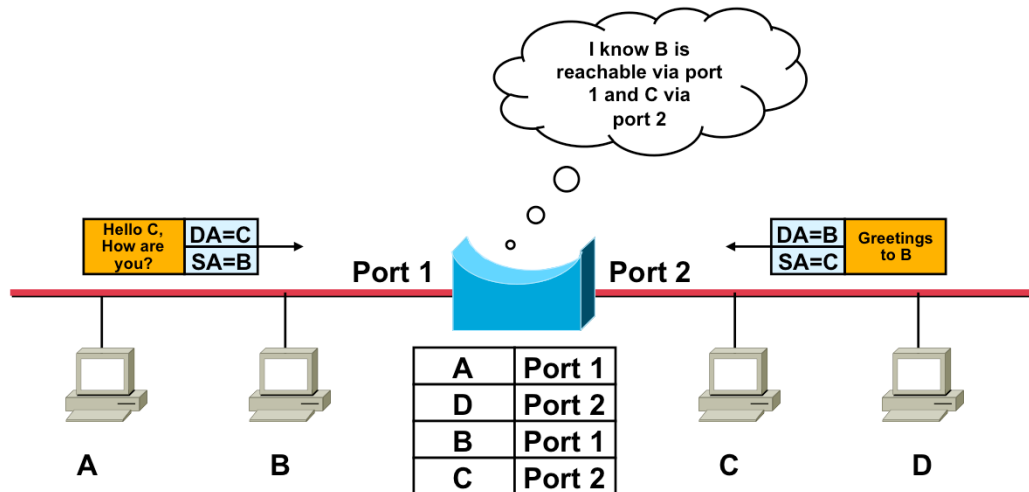 I know B is
reachable via port
1 and C via
port 2
Hello C,
How are
you?
DA=C
SA=B
Port 1
Port 2
DA=B
SA=C
Greetings
to B
A Port 1
D Port 2
B Port 1
C Port 2
A
B
C
D